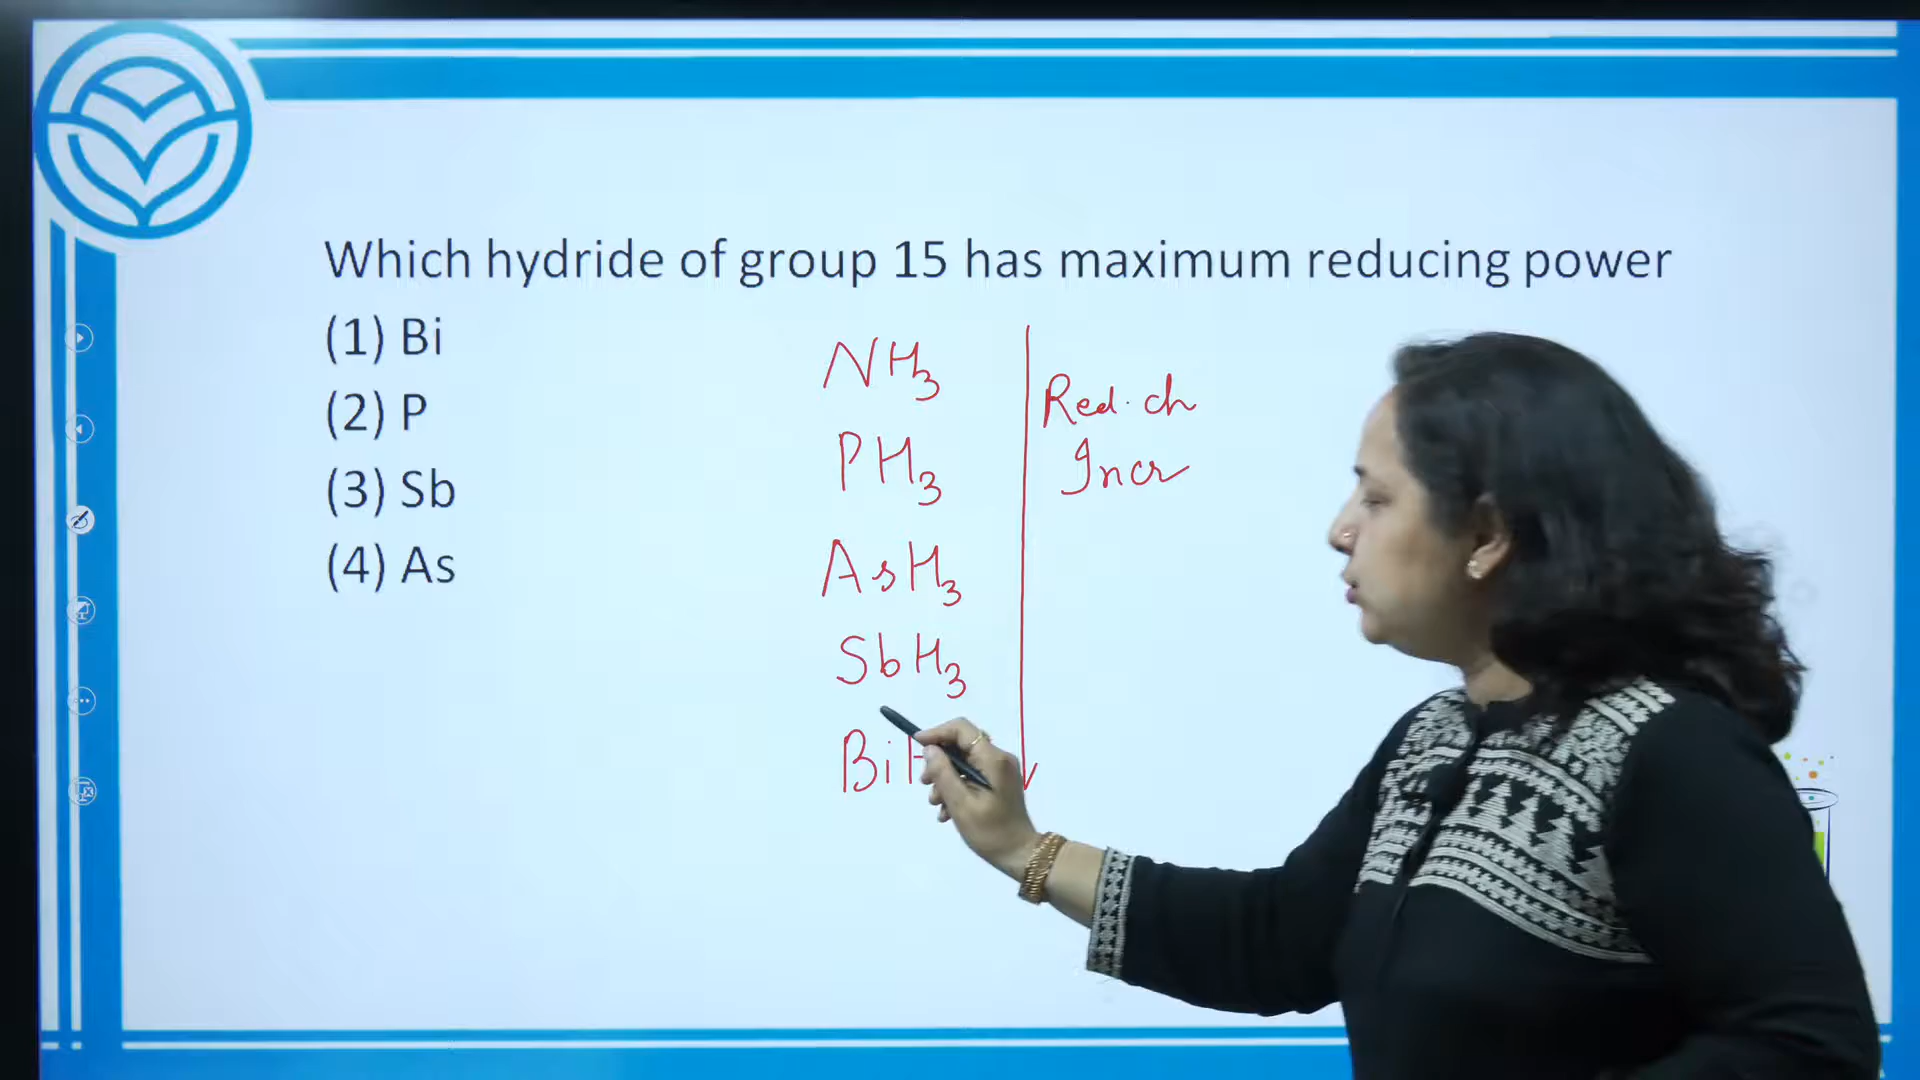 Which hydride of group 15 has maximum reducing power
(1) Bi
(2) P
(3) Sb
(4) As
NH3
PH3
AsH3
SbH3
BiH
Red. ch
Incr